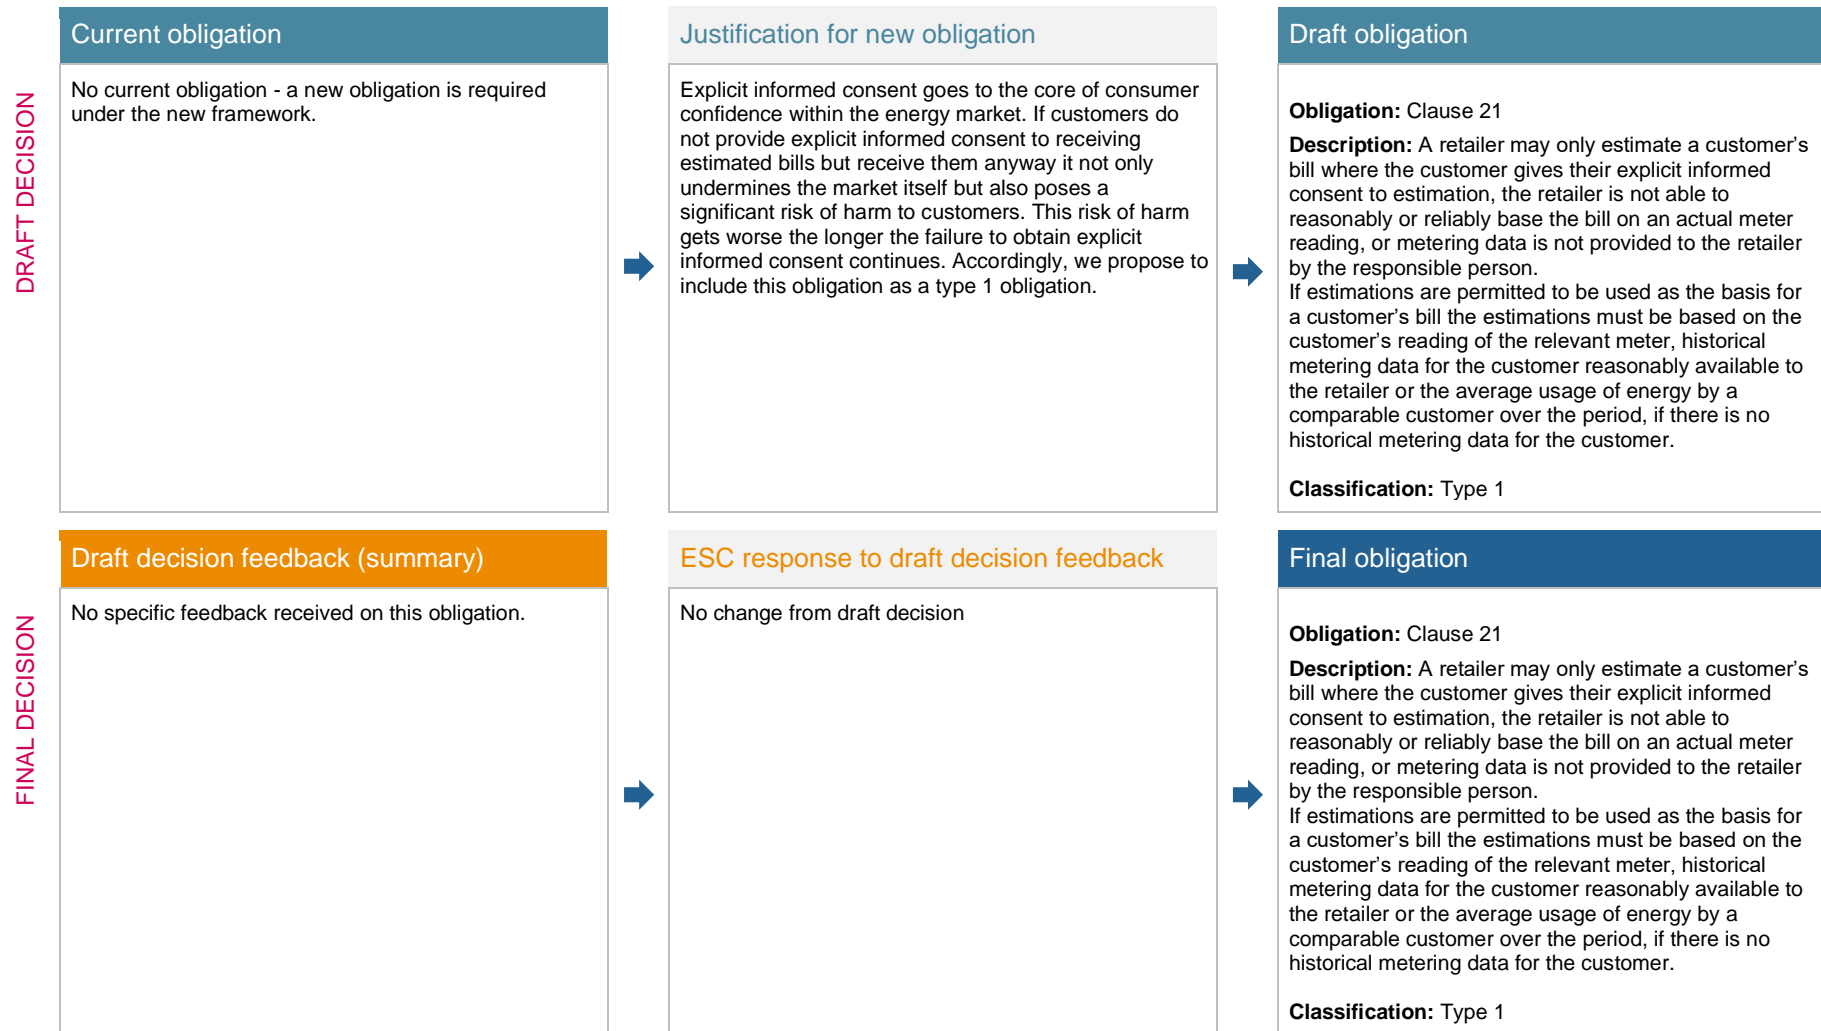 DRAFT DECISION
Current obligation
No current obligation - a new obligation is required
under the new framework.
Justification for new obligation
Explicit informed consent goes to the core of consumer
confidence within the energy market. If customers do
not provide explicit informed consent to receiving
estimated bills but receive them anyway it not only
undermines the market itself but also poses a
significant risk of harm to customers. This risk of harm
gets worse the longer the failure to obtain explicit
informed consent continues. Accordingly, we propose to
include this obligation as a type 1 obligation.
Draft obligation
Obligation: Clause 21
Description: A retailer may only estimate a customer’s
bill where the customer gives their explicit informed
consent to estimation, the retailer is not able to
reasonably or reliably base the bill on an actual meter
reading, or metering data is not provided to the retailer
by the responsible person.
If estimations are permitted to be used as the basis for
a customer’s bill the estimations must be based on the
customer’s reading of the relevant meter, historical
metering data for the customer reasonably available to
the retailer or the average usage of energy by a
comparable customer over the period, if there is no
historical metering data for the customer.
Classification: Type 1
FINAL DECISION
Draft decision feedback (summary)
No specific feedback received on this obligation.
ESC response to draft decision feedback
No change from draft decision
Final obligation
Obligation: Clause 21
Description: A retailer may only estimate a customer’s
bill where the customer gives their explicit informed
consent to estimation, the retailer is not able to
reasonably or reliably base the bill on an actual meter
reading, or metering data is not provided to the retailer
by the responsible person.
If estimations are permitted to be used as the basis for
a customer’s bill the estimations must be based on the
customer’s reading of the relevant meter, historical
metering data for the customer reasonably available to
the retailer or the average usage of energy by a
comparable customer over the period, if there is no
historical metering data for the customer.
Classification: Type 1